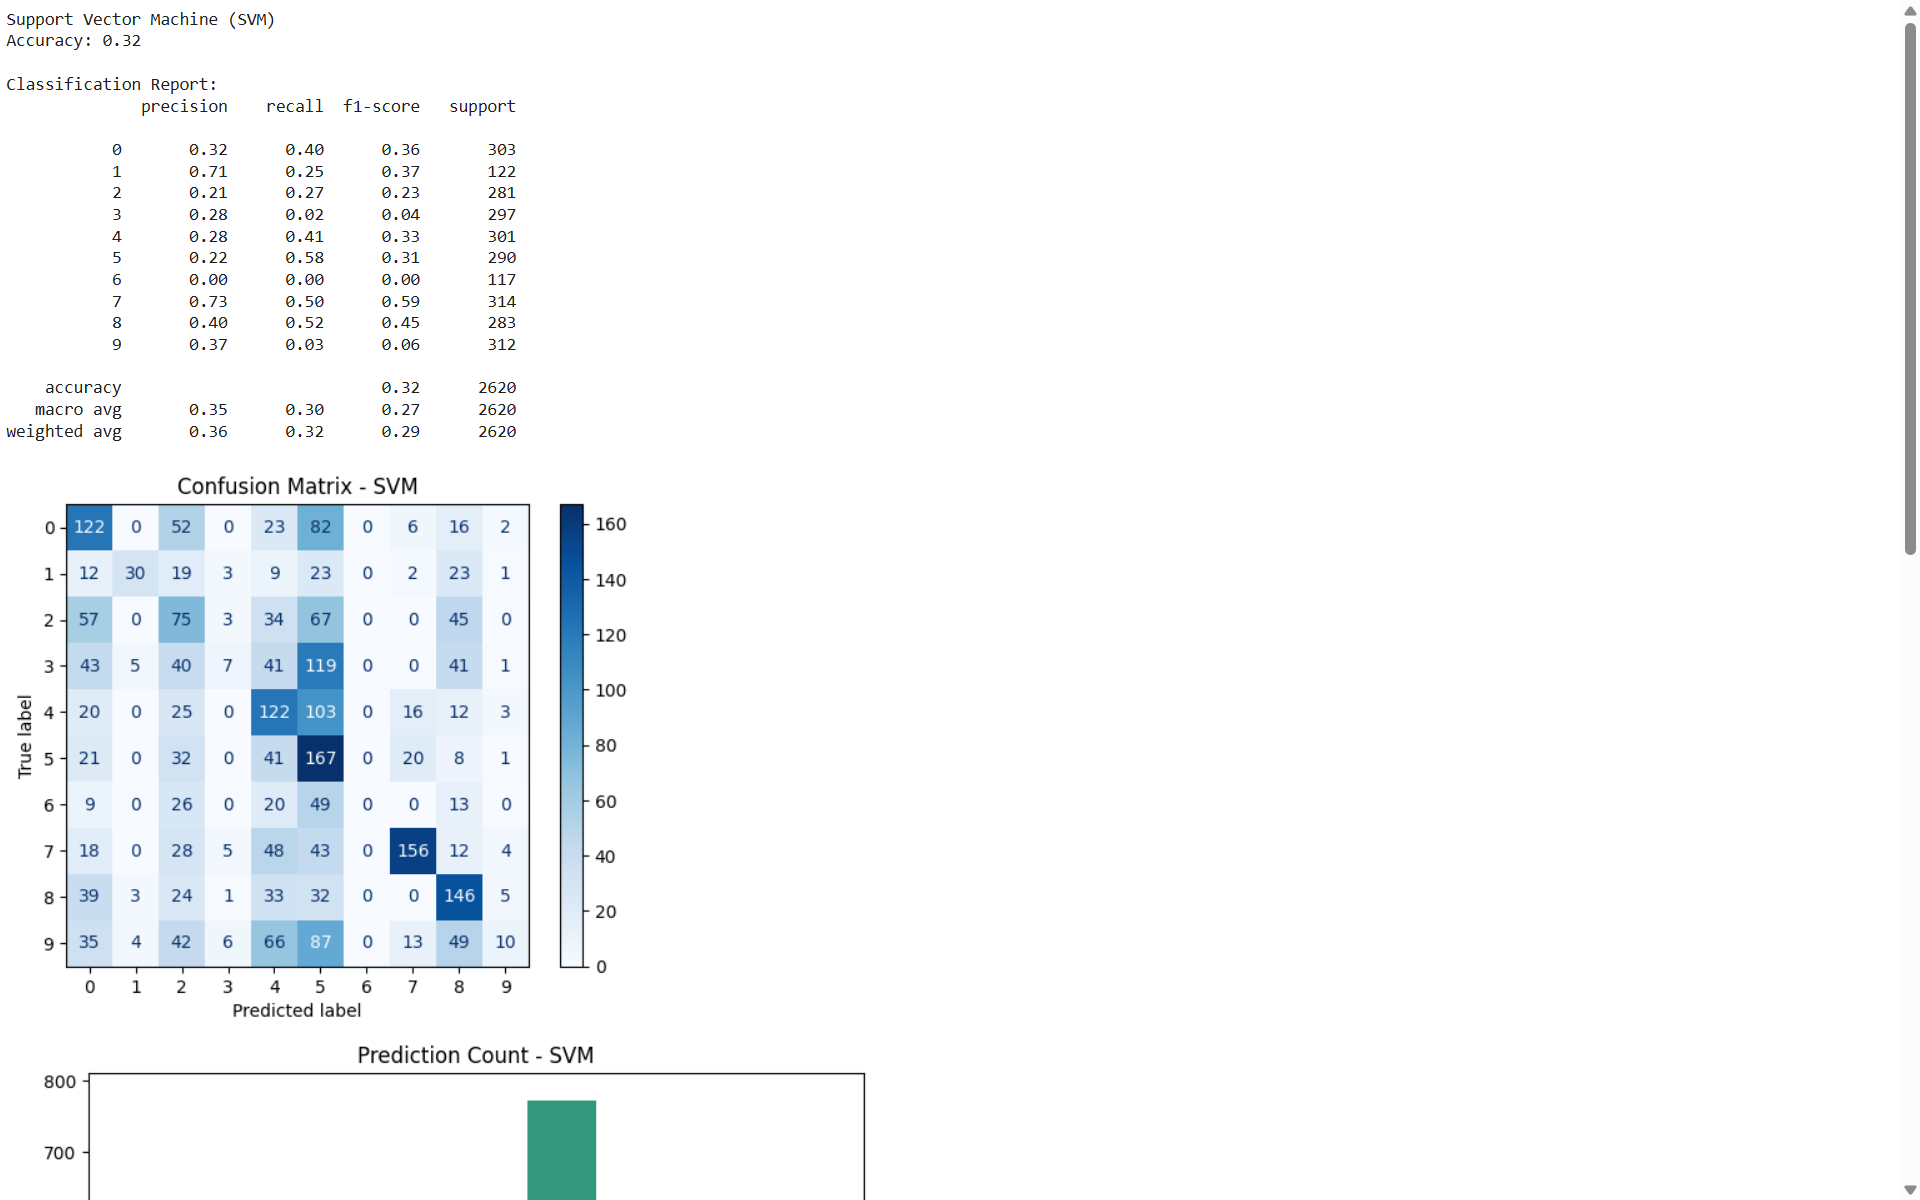 Support Vector Machine (SVM)
Accuracy: 0.32
Classification Report:
precision recall f1-score support
0 0.32 0.40 0.36 303
1 0.71 0.25 0.37 122
2 0.21 0.27 0.23 281
3 0.28 0.02 0.04 297
4 0.28 0.41 0.33 301
5 0.22 0.58 0.31 290
6 0.00 0.00 0.00 117
7 0.73 0.50 0.59 314
8 0.40 0.52 0.45 283
9 0.37 0.03 0.06 312
accuracy 0.32 2620
macro avg 0.35 0.30 0.27 2620
weighted avg 0.36 0.32 0.29 2620
Confusion Matrix - SVM
0 122 0 52 0 23 82 0 6 16 2
1 12 30 19 3 9 23 0 2 23 1
2 57 0 75 3 34 67 0 0 45 0
3 43 5 40 7 41 119 0 0 41 1
4 20 0 25 0 122 103 0 16 12 3
5 21 0 32 0 41 167 0 20 8 1
6 9 0 26 0 20 49 0 0 13 0
7 18 0 28 5 48 43 0 156 12 4
8 39 3 24 1 33 32 0 0 146 5
9 35 4 42 6 66 87 0 13 49 10
0 1 2 3 4 5 6 7 8 9
Predicted label
True label
160
140
120
100
80
60
40
20
0
Prediction Count - SVM
800
700